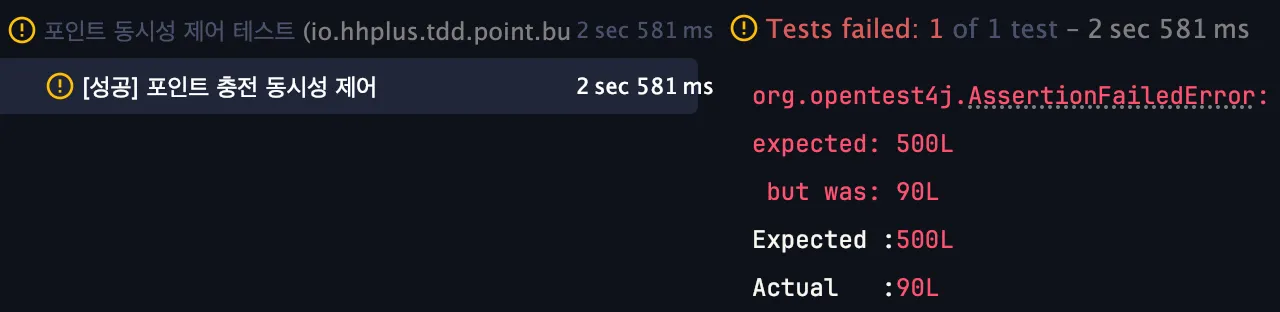 포인트 동시성 제어 테스트 (io.hhplus.tdd.point.bu 2 sec 581 ms
[성공] 포인트 충전 동시성 제어 2 sec 581 ms
Tests failed: 1 of 1 test – 2 sec 581 ms
org.opentest4j.AssertionFailedError:
expected: 500L
but was: 90L
Expected :500L
Actual :90L